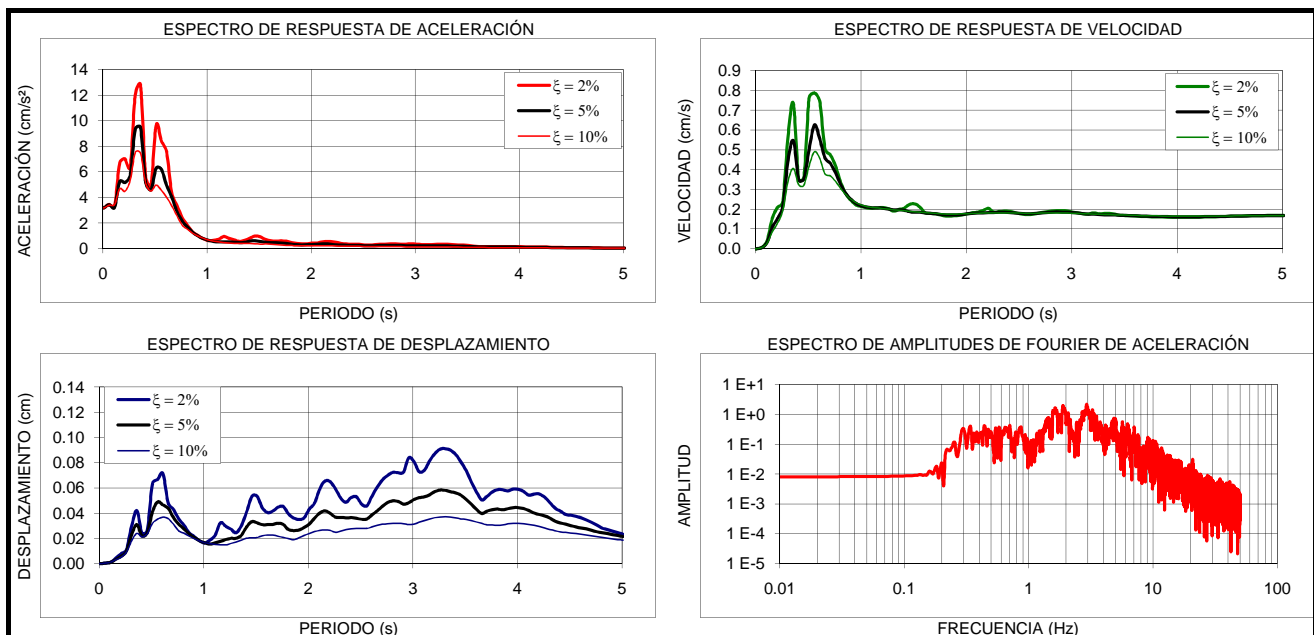 ESPECTRO DE RESPUESTA DE ACELERACIÓN
ACELERACIÓN (cm/s²)
14
12
10
8
6
4
2
0
0 1 2 3 4 5
PERIODO (s)
ξ = 2%
ξ = 5%
ξ = 10%
ESPECTRO DE RESPUESTA DE VELOCIDAD
VELOCIDAD (cm/s)
0.9
0.8
0.7
0.6
0.5
0.4
0.3
0.2
0.1
0.0
0 1 2 3 4 5
PERIODO (s)
ξ = 2%
ξ = 5%
ξ = 10%
ESPECTRO DE RESPUESTA DE DESPLAZAMIENTO
DESPLAZAMIENTO (cm)
0.14
0.12
0.10
0.08
0.06
0.04
0.02
0.00
0 1 2 3 4 5
PERIODO (s)
ξ = 2%
ξ = 5%
ξ = 10%
ESPECTRO DE AMPLITUDES DE FOURIER DE ACELERACIÓN
AMPLITUD
1 E+1
1 E+0
1 E-1
1 E-2
1 E-3
1 E-4
1 E-5
0.01 0.1 1 10 100
FRECUENCIA (Hz)